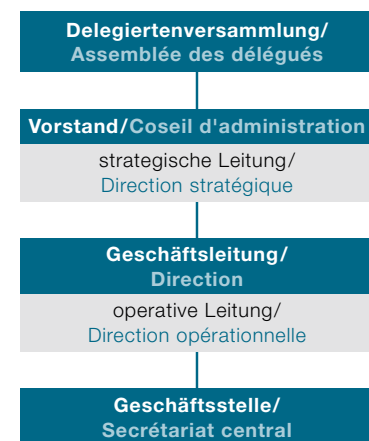 Delegiertenversammlung/
Assemblée des délégués
Vorstand/Coseil d'administration
strategische Leitung/
Direction stratégique
Geschäftsleitung/
Direction
operative Leitung/
Direction opérationnelle
Geschäftsstelle/
Secrétariat central